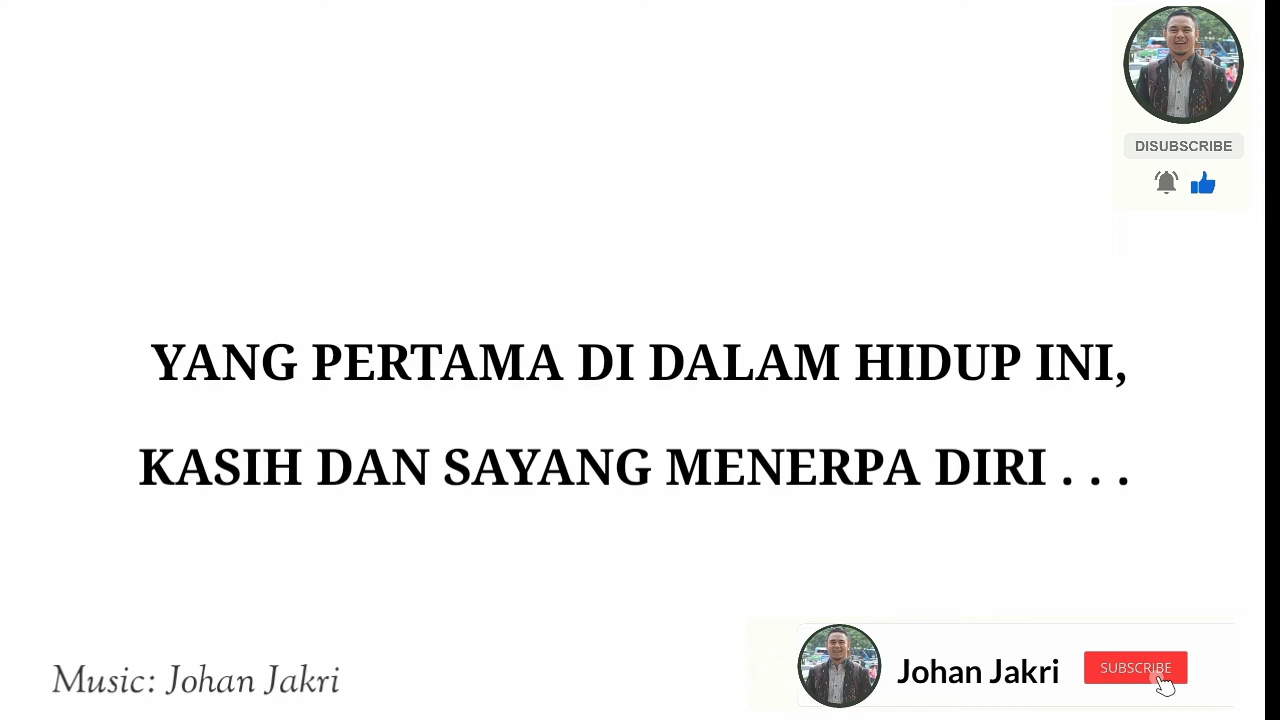 DISUBSCRIBE
YANG PERTAMA DI DALAM HIDUP INI,
KASIH DAN SAYANG MENERPA DIRI . . .
Music: Johan Jakri
Johan Jakri
SUBSCRIBE